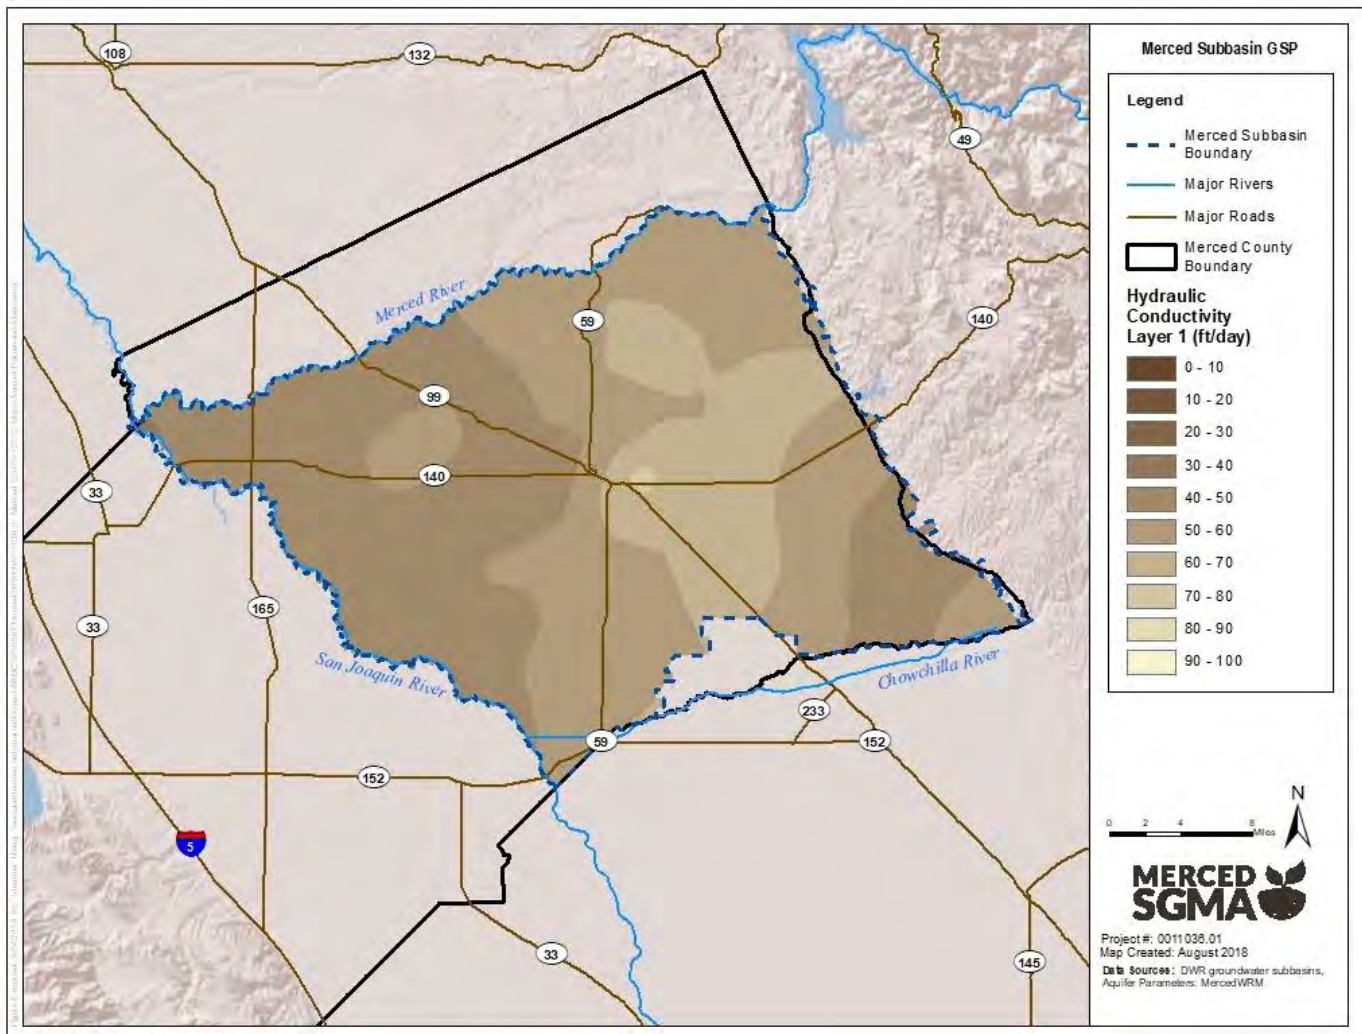 Merced Subbasin GSP
Legend
Merced Subbasin
Boundary
Major Rivers
Major Roads
Merced County
Boundary
Hydraulic
Conductivity
Layer 1 (ft/day)
0 - 10
10 - 20
20 - 30
30 - 40
40 - 50
50 - 60
60 - 70
70 - 80
80 - 90
90 - 100
108
132
49
Merced River
59
140
99
140
33
165
33
San Joaquin River
Chowchilla River
233
59
152
152
5
33
145
N
0 2 4 8
Miles
MERCED
SGMA
Project #: 0011036.01
Map Created: August 2018
Data Sources: DWR groundwater subbasins,
Aquifer Parameters: MercedWRM